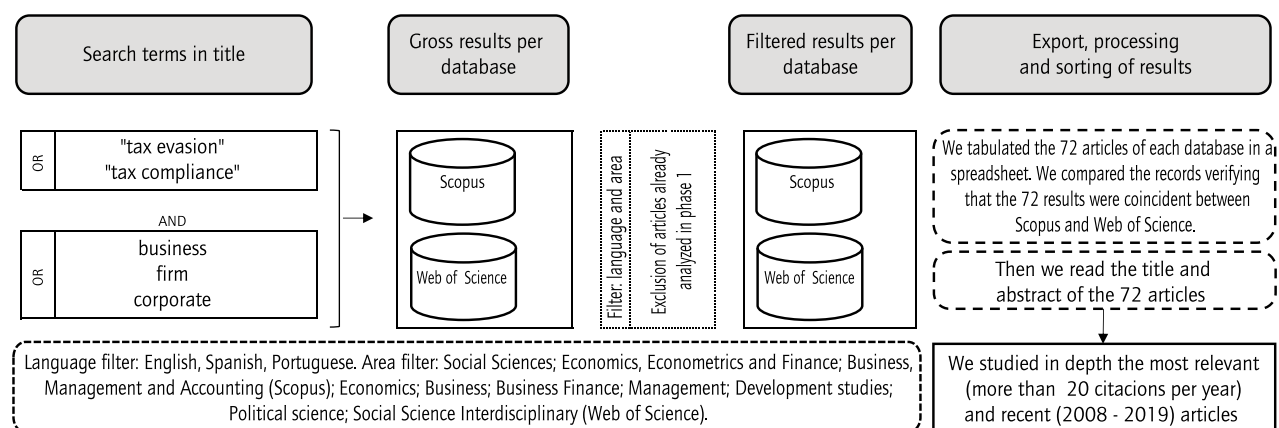 Search terms in title
Gross results per
database
Filtered results per
database
Export, processing
and sorting of results
OR
"tax evasion"
"tax compliance"
AND
OR
business
firm
corporate
Scopus
Web of Science
Filter: language and area
Exclusion of articles already
analyzed in phase 1
Scopus
Web of Science
We tabulated the 72 articles of each database in a
spreadsheet. We compared the records verifying
that the 72 results were coincident between
Scopus and Web of Science.
Then we read the title and
abstract of the 72 articles
We studied in depth the most relevant
(more than 20 citacions per year)
and recent (2008 - 2019) articles
Language filter: English, Spanish, Portuguese. Area filter: Social Sciences; Economics, Econometrics and Finance; Business,
Management and Accounting (Scopus); Economics; Business; Business Finance; Management; Development studies;
Political science; Social Science Interdisciplinary (Web of Science).